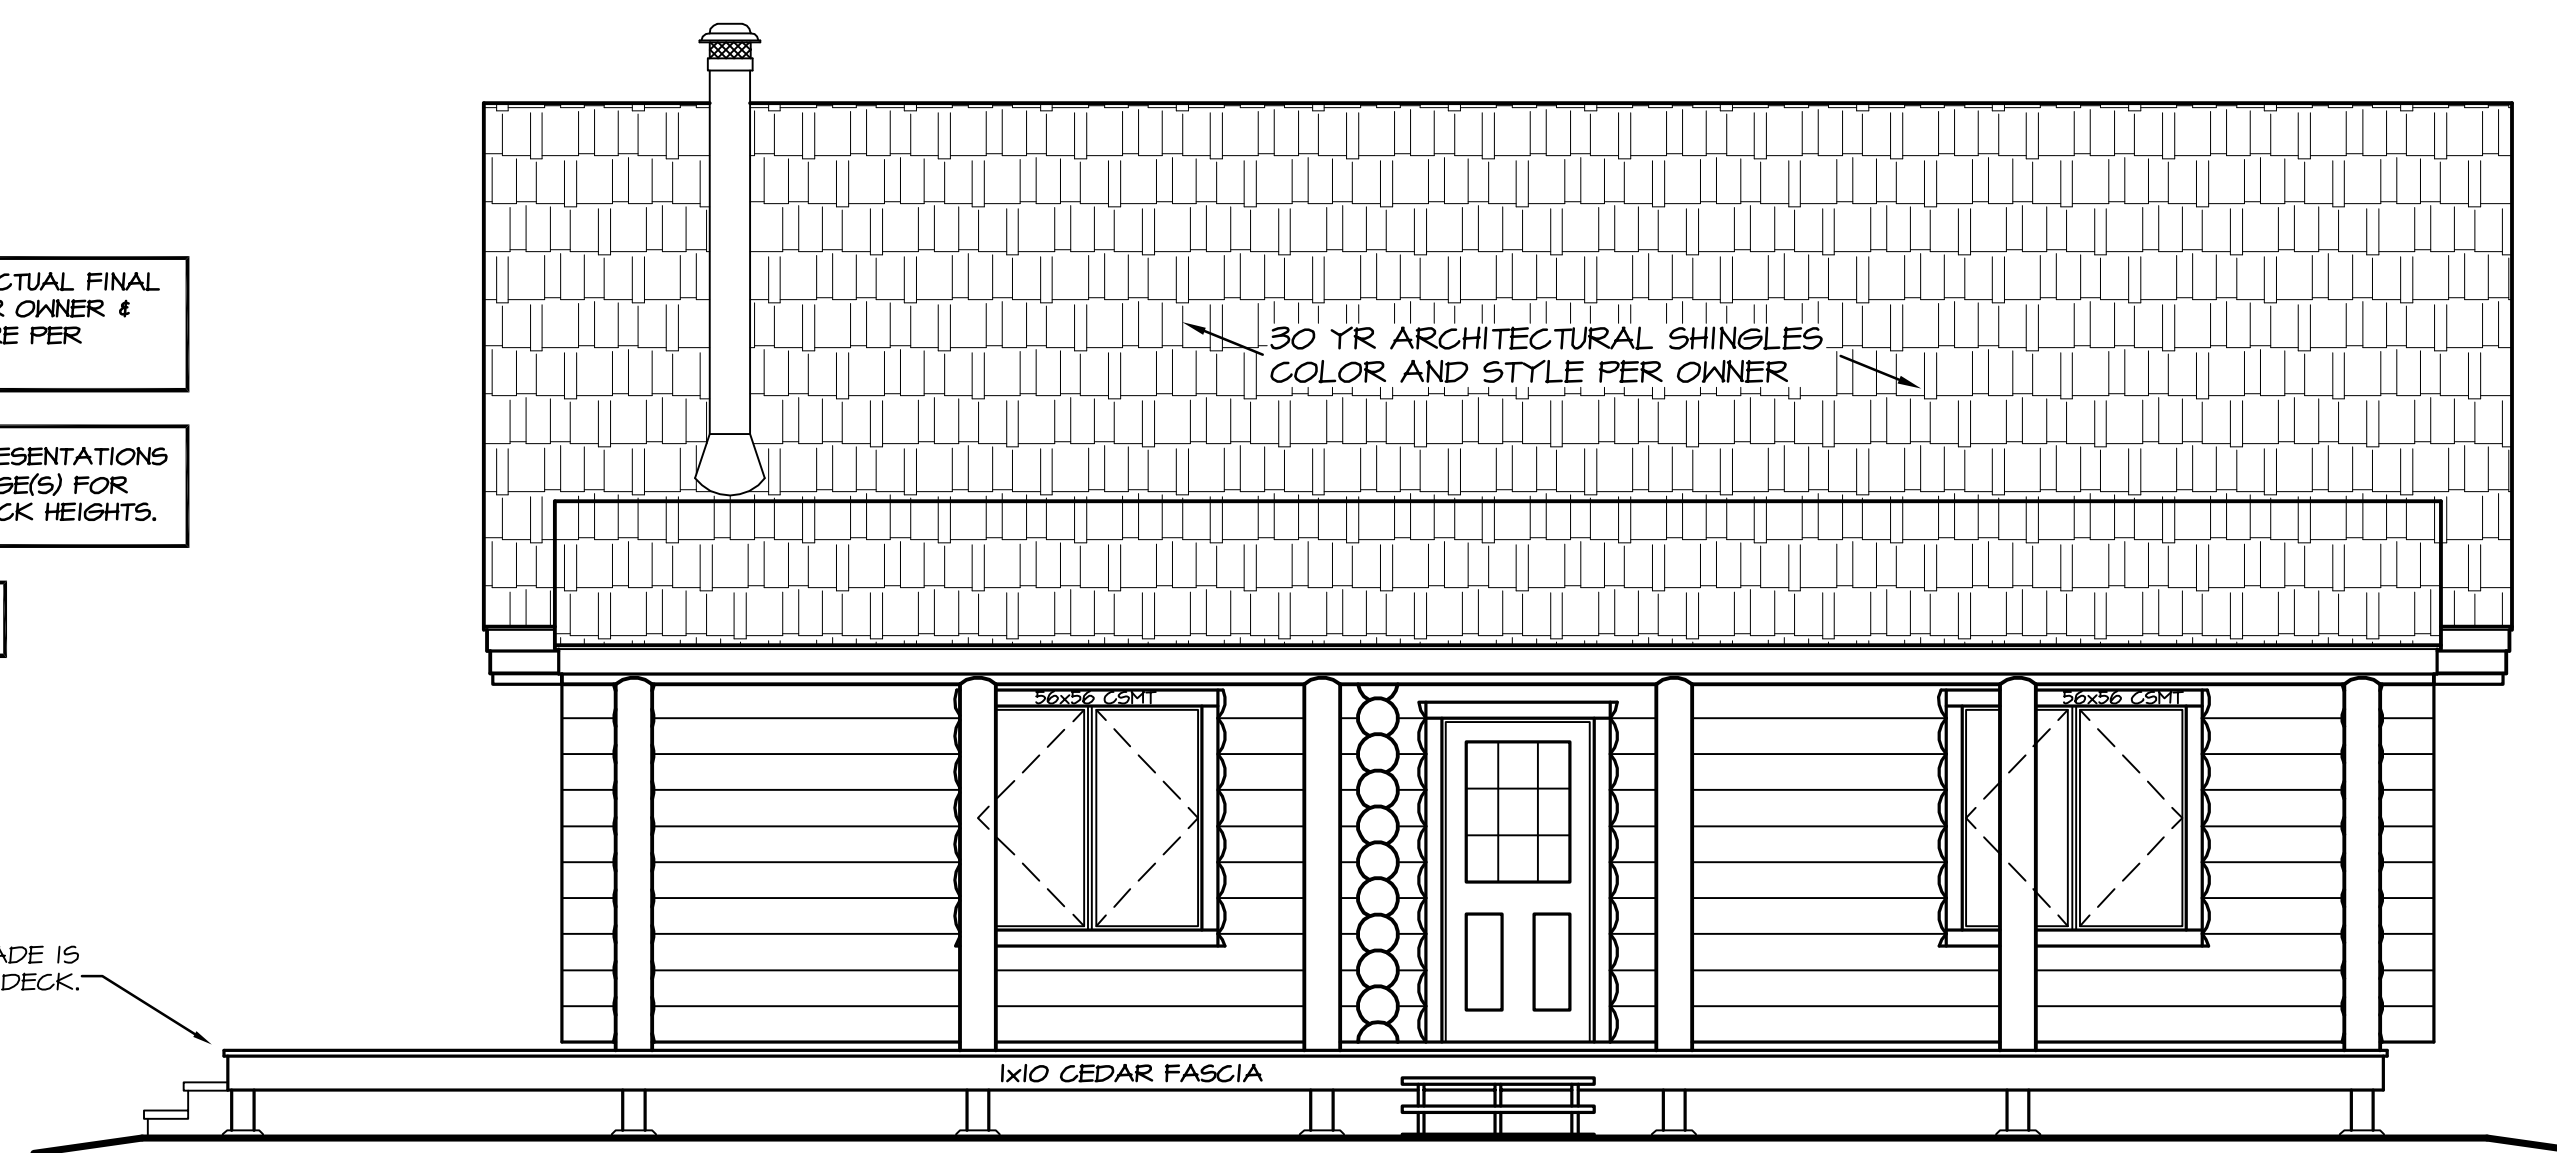 CTUAL FINAL
R OWNER &
RE PER
ESENTATIONS
SE(S) FOR
CK HEIGHTS.
30 YR ARCHITECTURAL SHINGLES
COLOR AND STYLE PER OWNER
56x56 CSMT
56x56 CSMT
ADE IS
DECK.
1x10 CEDAR FASCIA